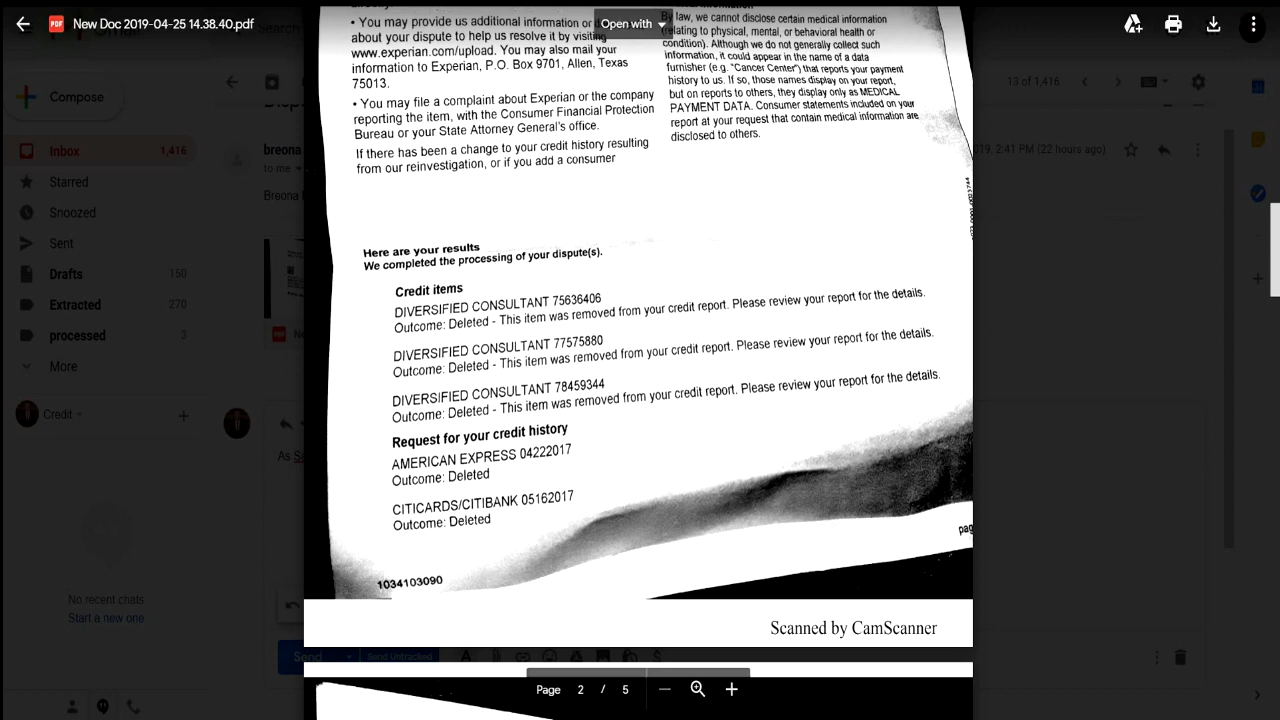 New Doc 2019-04-25 14.38.40.pdf
Open with
Search
Compose
13 of 1,416
Inbox 1,416
Starred
Snoozed
Sent
Drafts 160
Extracted 270
processed 3
More
Credit
No recent chats
Start a new one
breona
to me
Breona
2019, 2:41 PM (22 hours ago)
As
Send
Send Untracked
• You may provide us additional information or
about your dispute to help us resolve it by visiting
www.experian.com/upload. You may also mail your
information to Experian, P.O. Box 9701, Allen, Texas
75013.
• You may file a complaint about Experian or the company
reporting the item, with the Consumer Financial Protection
Bureau or your State Attorney General's office.
If there has been a change to your credit history resulting
from our reinvestigation, or if you add a consumer
By law, we cannot disclose certain medical information
(relating to physical, mental, or behavioral health or
condition). Although we do not generally collect such
information, it could appear in the name of a data
furnisher (e.g. "Cancer Center") that reports your payment
history to us. If so, those names display on your report,
but on reports to others, they display only as MEDICAL
PAYMENT DATA. Consumer statements included on your
report at your request that contain medical information are
disclosed to others.
Here are your results
We completed the processing of your dispute(s).
Credit items
DIVERSIFIED CONSULTANT 75636406
Outcome: Deleted - This item was removed from your credit report. Please review your report for the details.
DIVERSIFIED CONSULTANT 77575880
Outcome: Deleted - This item was removed from your credit report. Please review your report for the details.
DIVERSIFIED CONSULTANT 78459344
Outcome: Deleted - This item was removed from your credit report. Please review your report for the details.
Request for your credit history
AMERICAN EXPRESS 04222017
Outcome: Deleted
CITICARDS/CITIBANK 05162017
Outcome: Deleted
1034103090
Scanned by CamScanner
Page 2 / 5